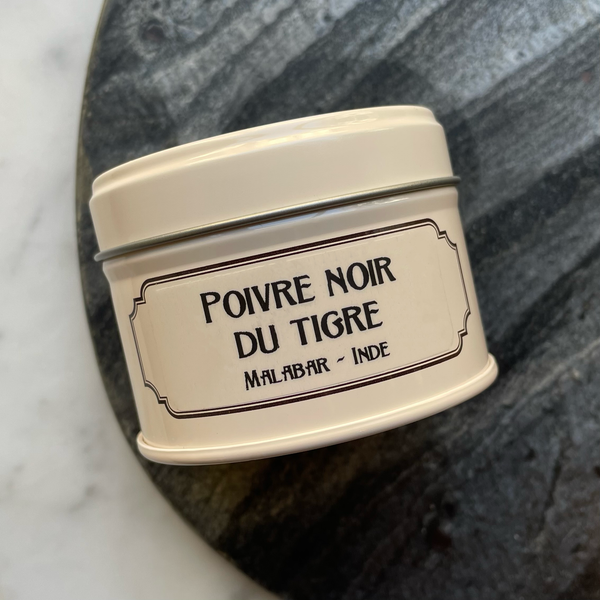 POIVRE NOIR
DU TIGRE
MALABAR ~ INDE